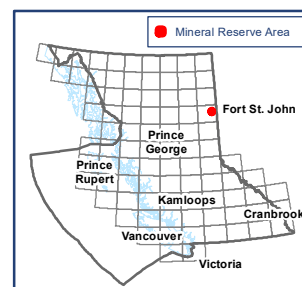 Mineral Reserve Area
Fort St. John
Prince
George
Prince
Rupert
Kamloops
Cranbrook
Vancouver
Victoria